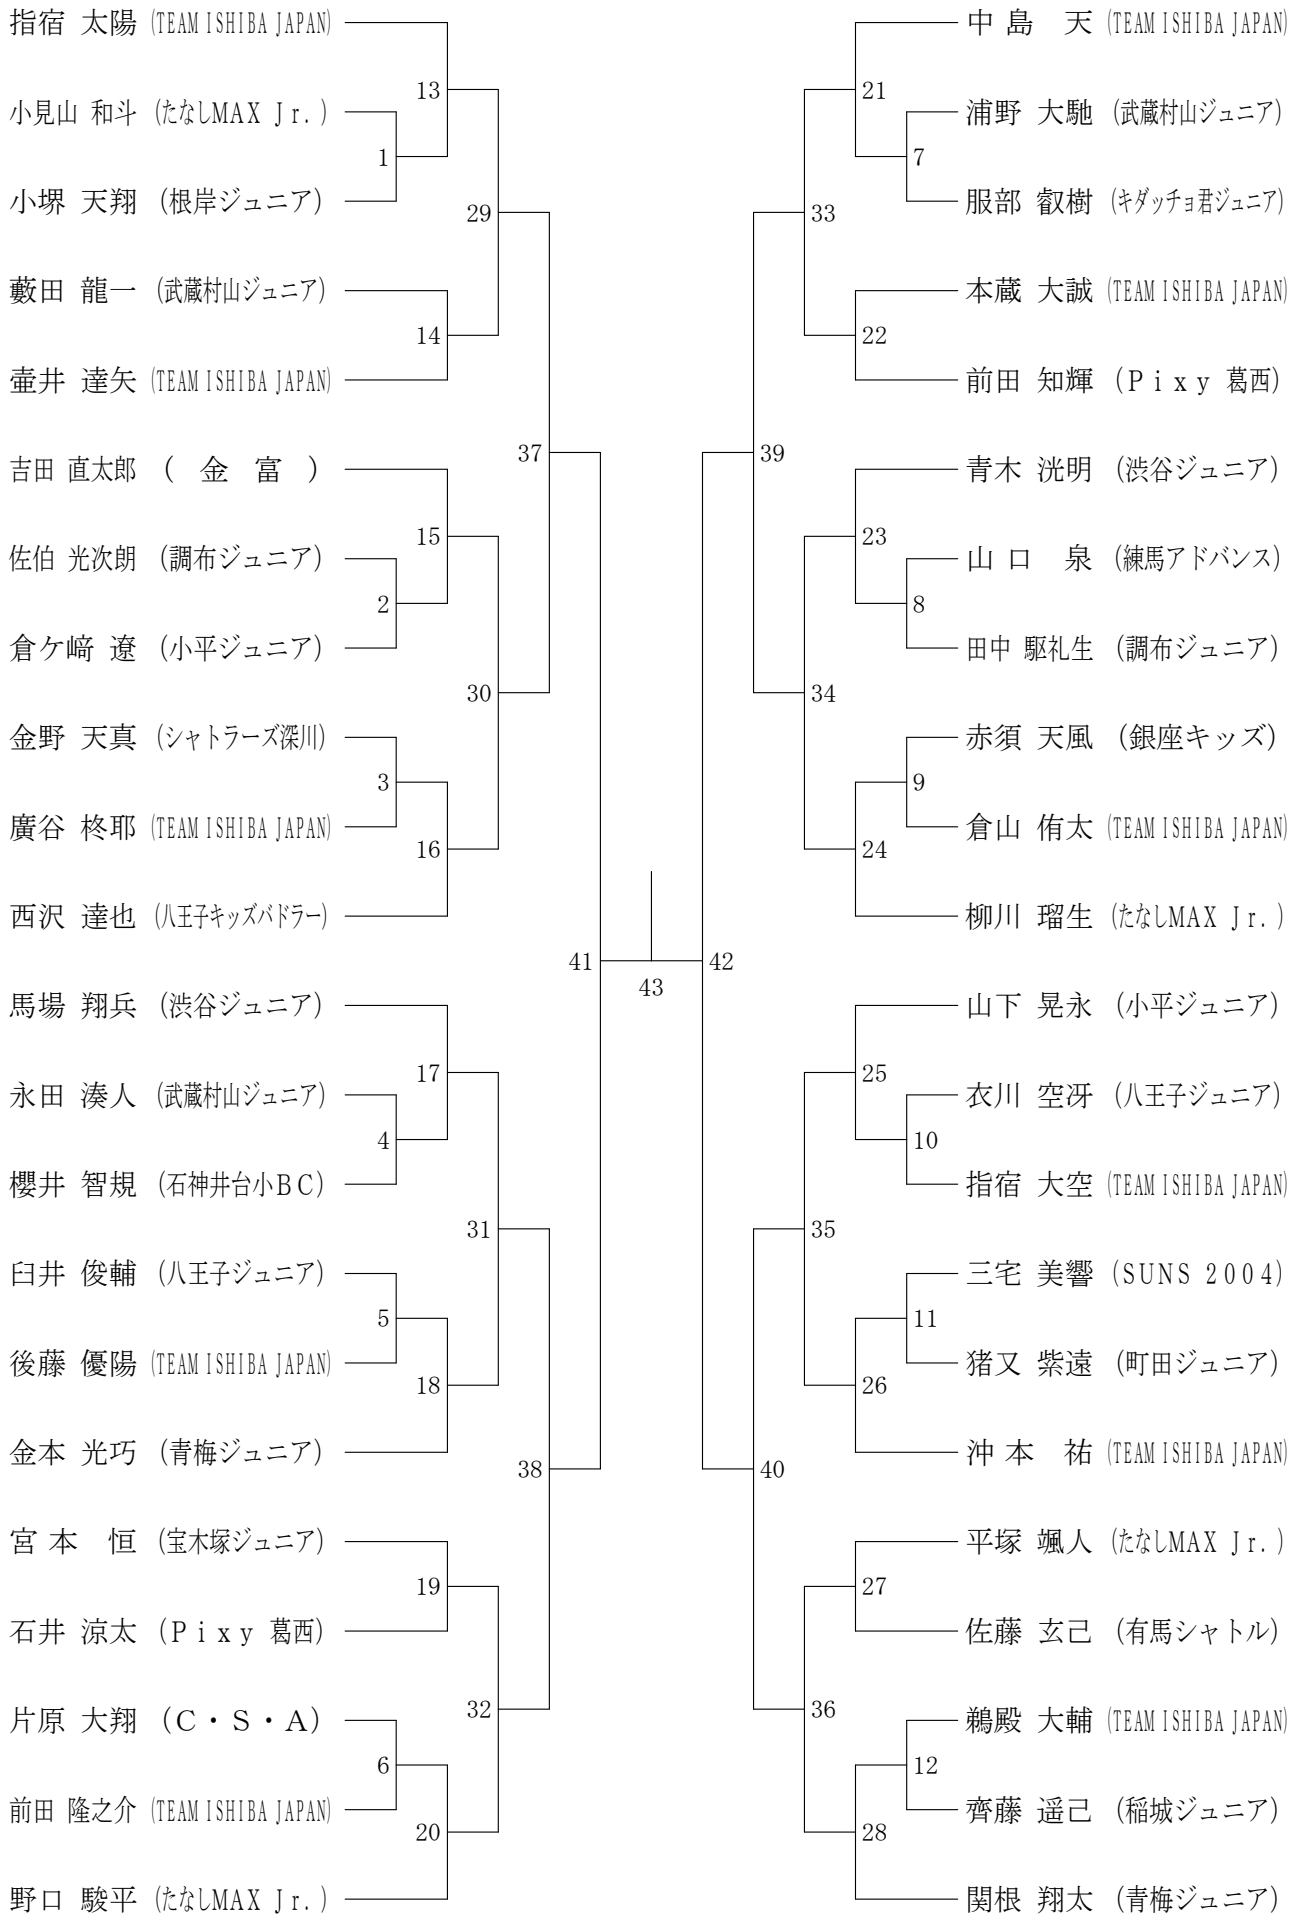 指宿 太陽 (TEAM ISHIBA JAPAN)
13
小見山 和斗 (たなしMAX Jr.)
1
小堺 天翔 (根岸ジュニア)
29
藪田 龍一 (武蔵村山ジュニア)
14
壷井 達矢 (TEAM ISHIBA JAPAN)
37
吉田 直太郎 ( 金 富 )
15
佐伯 光次朗 (調布ジュニア)
2
倉ケ﨑 遼 (小平ジュニア)
30
金野 天真 (シャトラーズ深川)
3
廣谷 柊耶 (TEAM ISHIBA JAPAN)
16
西沢 達也 (八王子キッズバドラー)
41
馬場 翔兵 (渋谷ジュニア)
17
永田 湊人 (武蔵村山ジュニア)
4
櫻井 智規 (石神井台小BC)
31
臼井 俊輔 (八王子ジュニア)
5
後藤 優陽 (TEAM ISHIBA JAPAN)
18
金本 光巧 (青梅ジュニア)
38
宮本 恒 (宝木塚ジュニア)
19
石井 涼太 (Pixy 葛西)
32
片原 大翔 (C・S・A)
6
前田 隆之介 (TEAM ISHIBA JAPAN)
20
野口 駿平 (たなしMAX Jr.)
43
中島 天 (TEAM ISHIBA JAPAN)
21
浦野 大馳 (武蔵村山ジュニア)
7
服部 叡樹 (キダッチョ君ジュニア)
33
本蔵 大誠 (TEAM ISHIBA JAPAN)
22
前田 知輝 (Pixy 葛西)
39
青木 洸明 (渋谷ジュニア)
23
山口 泉 (練馬アドバンス)
8
田中 駆礼生 (調布ジュニア)
34
赤須 天風 (銀座キッズ)
9
倉山 侑太 (TEAM ISHIBA JAPAN)
24
柳川 瑠生 (たなしMAX Jr.)
42
山下 晃永 (小平ジュニア)
25
衣川 空冴 (八王子ジュニア)
10
指宿 大空 (TEAM ISHIBA JAPAN)
35
三宅 美響 (SUNS 2004)
11
猪又 紫遠 (町田ジュニア)
26
沖本 祐 (TEAM ISHIBA JAPAN)
40
平塚 颯人 (たなしMAX Jr.)
27
佐藤 玄己 (有馬シャトル)
36
鵜殿 大輔 (TEAM ISHIBA JAPAN)
12
齊藤 遥己 (稲城ジュニア)
28
関根 翔太 (青梅ジュニア)